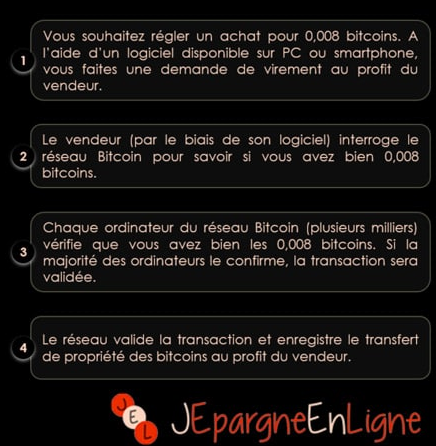 Vous souhaitez régler un achat pour 0,008 bitcoins. A
l'aide d'un logiciel disponible sur PC ou smartphone,
vous faites une demande de virement au profit du
vendeur.
1
Le vendeur (par le biais de son logiciel) interroge le
réseau Bitcoin pour savoir si vous avez bien 0,008
bitcoins.
2
Chaque ordinateur du réseau Bitcoin (plusieurs milliers)
vérifie que vous avez bien les 0,008 bitcoins. Si la
majorité des ordinateurs le confirme, la transaction sera
validée.
3
Le réseau valide la transaction et enregistre le transfert
de propriété des bitcoins au profit du vendeur.
4
J
E
L
JEpargneEnLigne